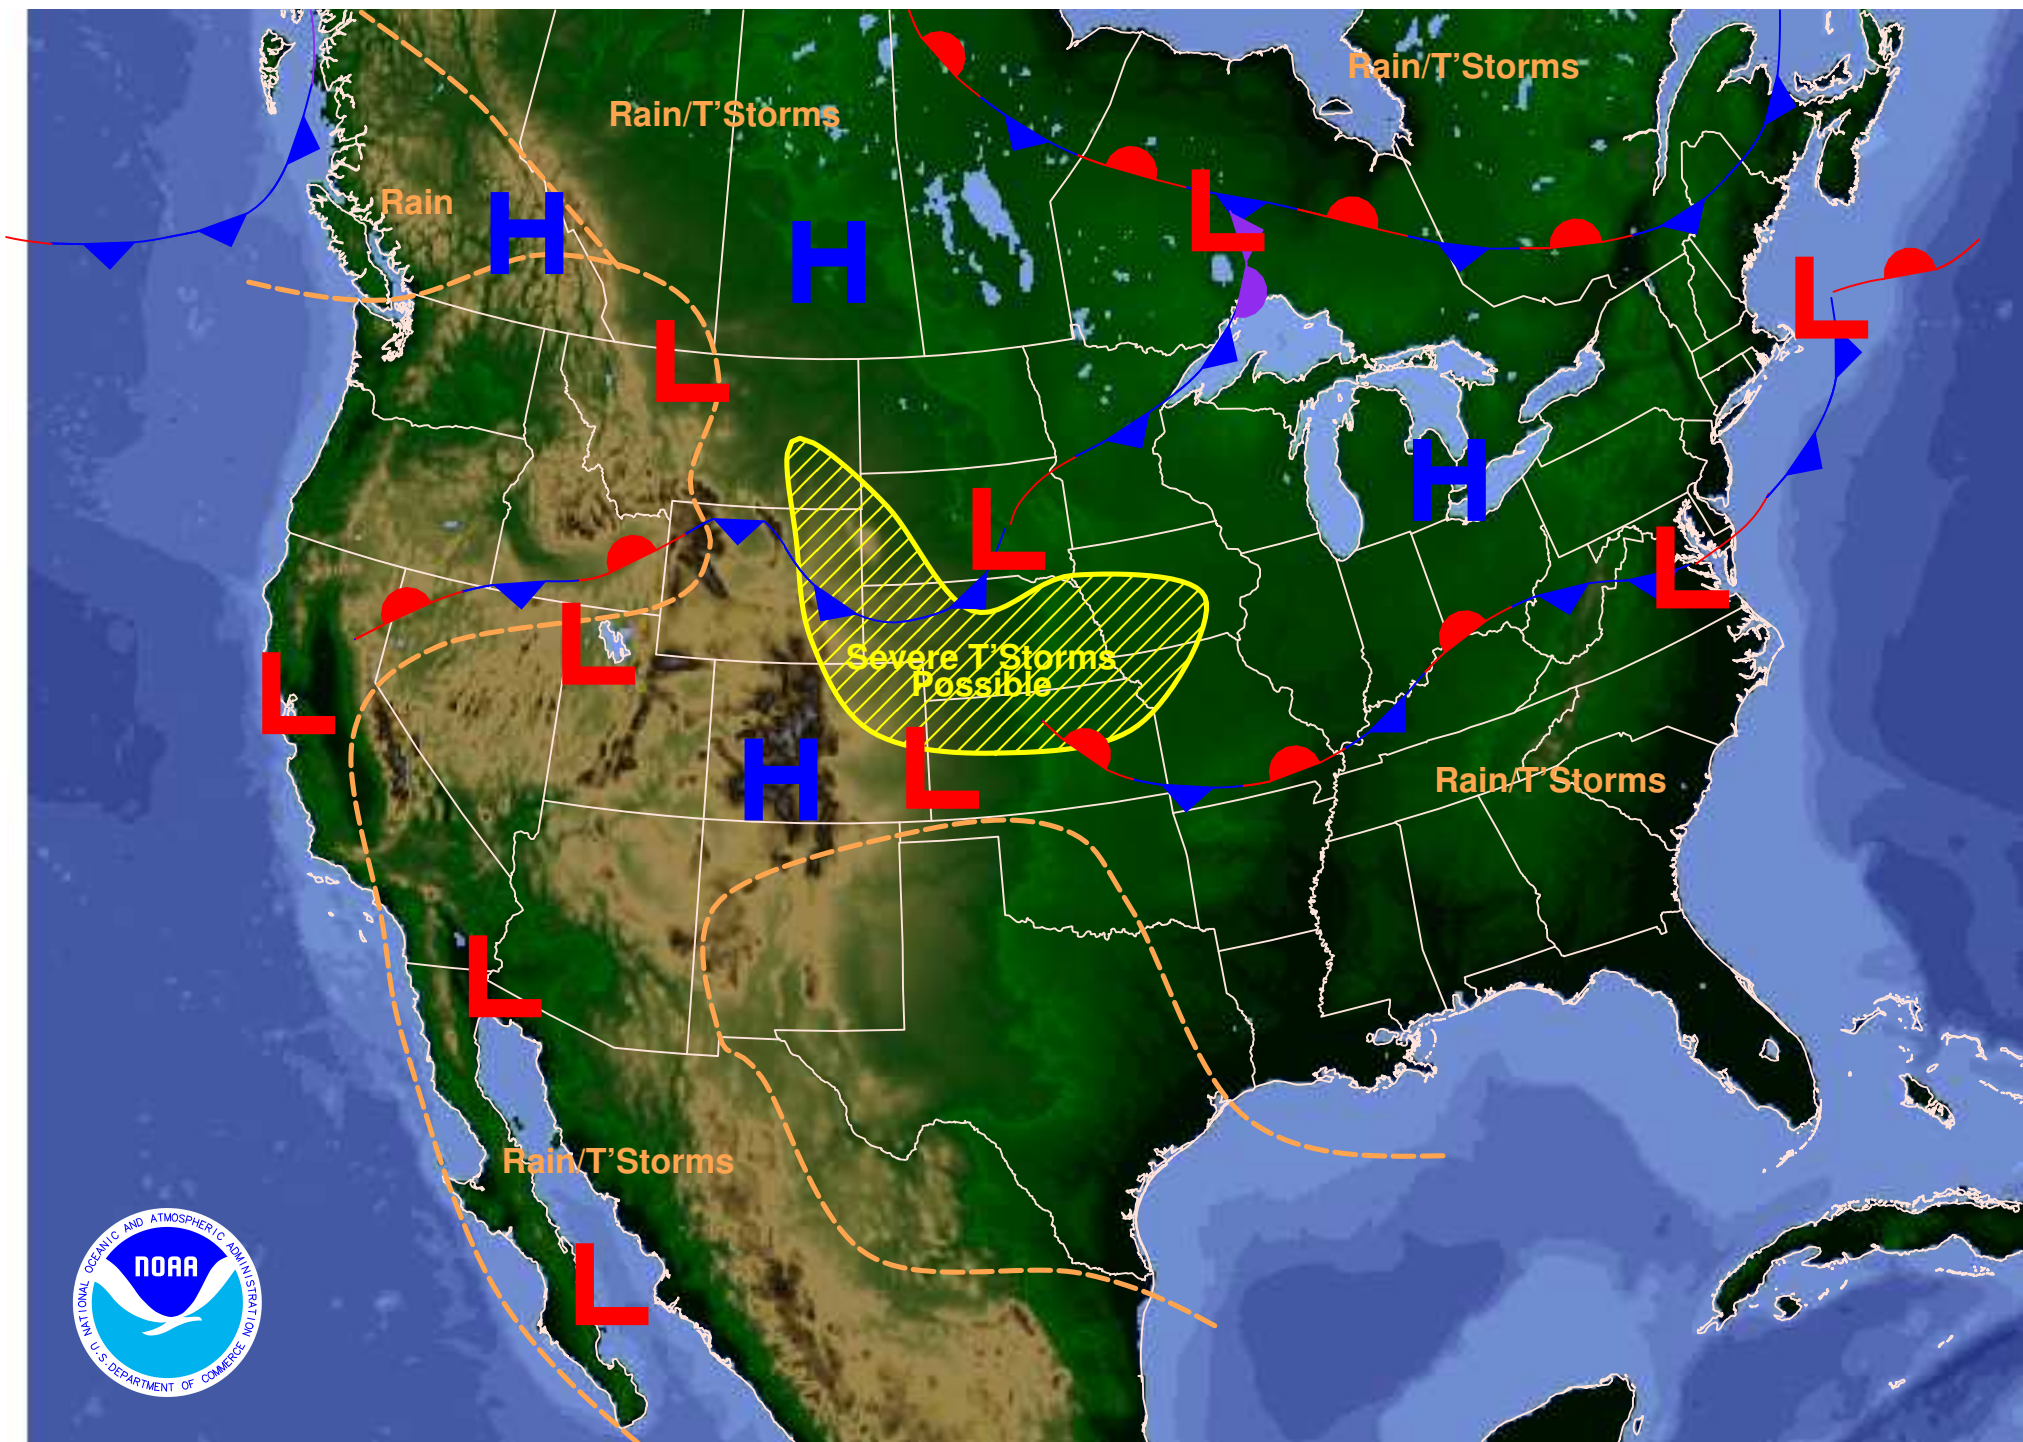 Rain/T'Storms
Rain/T'Storms
Rain
H
H
L
L
L
H
L
L
L
Severe T'Storms
Possible
L
H
L
Rain/T'Storms
L
Rain/T'Storms
L
NATIONAL OCEANIC AND ATMOSPHERIC ADMINISTRATION
NOAA
U.S. DEPARTMENT OF COMMERCE